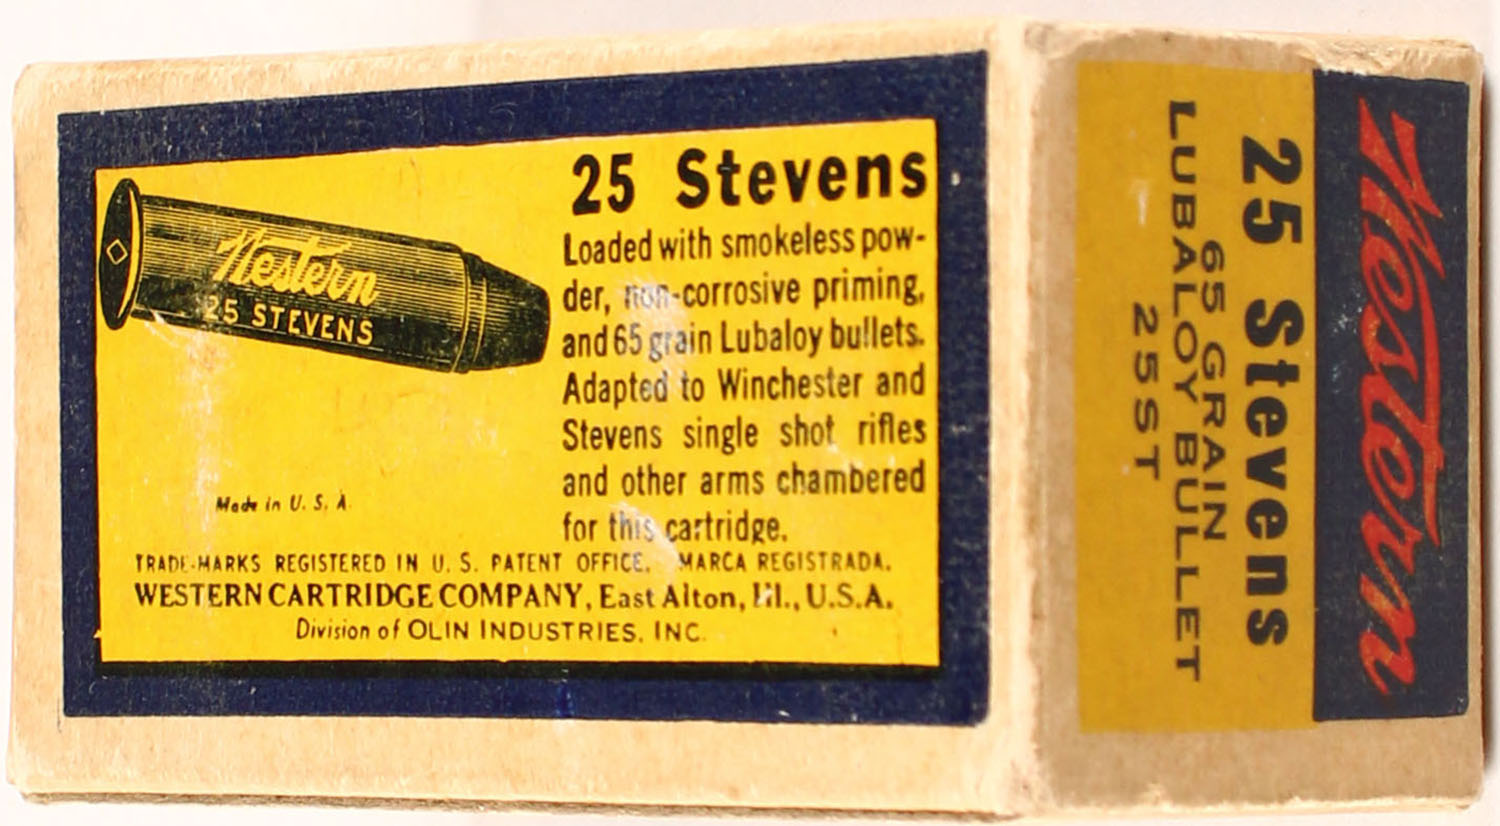 Western
25 STEVENS
25 Stevens
Loaded with smokeless pow-
der, non-corrosive priming,
and 65 grain Lubaloy bullets.
Adapted to Winchester and
Stevens single shot rifles
and other arms chambered
for this cartridge.
Made in U. S. A.
TRADE-MARKS REGISTERED IN U. S. PATENT OFFICE. MARCA REGISTRADA.
WESTERN CARTRIDGE COMPANY, East Alton, Ill., U.S.A.
Division of OLIN INDUSTRIES, INC.
Western
25 Stevens
65 GRAIN
LUBALOY BULLET
25ST